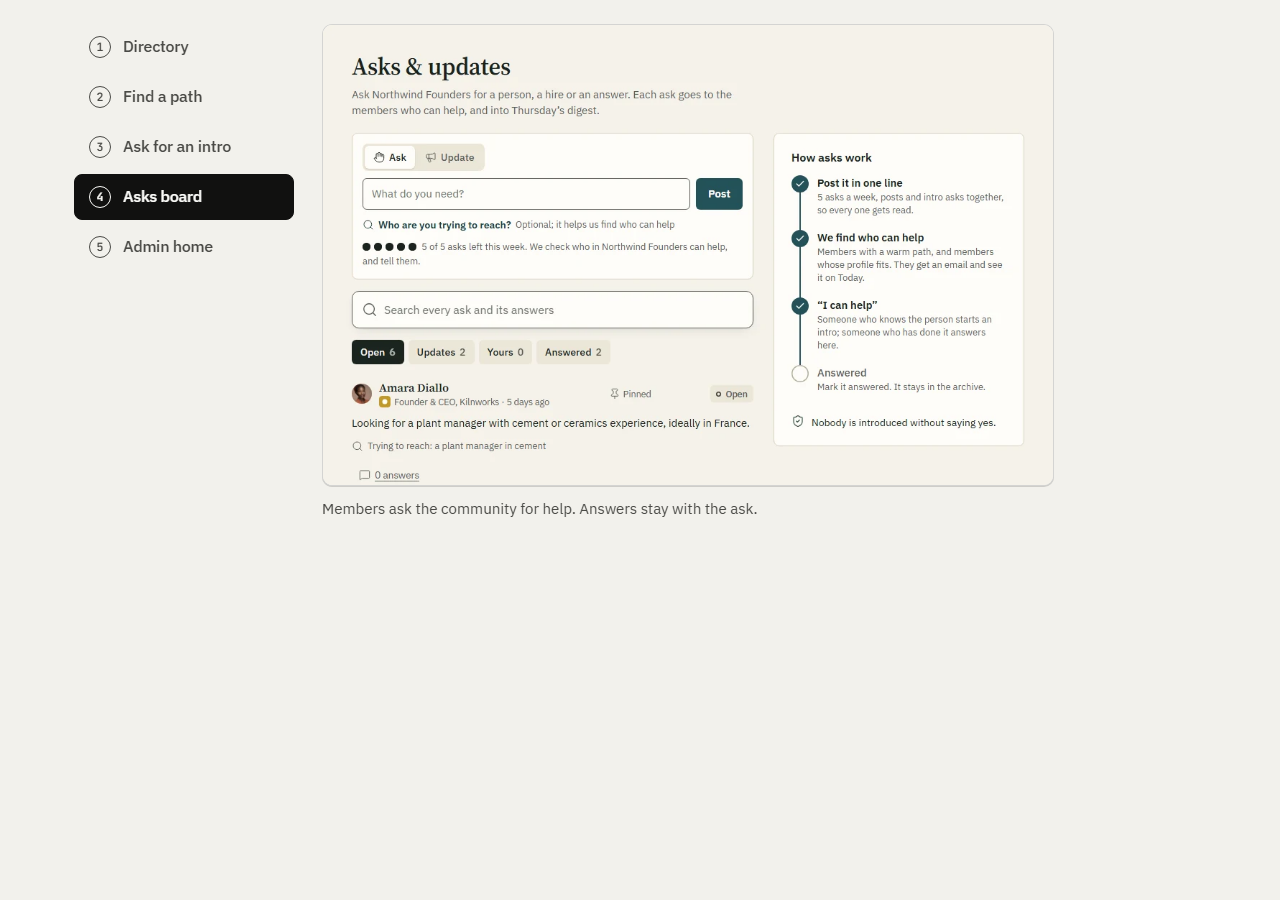 1 Directory
2 Find a path
3 Ask for an intro
4 Asks board
5 Admin home
Asks & updates
Ask Northwind Founders for a person, a hire or an answer. Each ask goes to the
members who can help, and into Thursday’s digest.
Ask Update
What do you need? Post
Who are you trying to reach? Optional; it helps us find who can help
5 of 5 asks left this week. We check who in Northwind Founders can help,
and tell them.
Search every ask and its answers
Open 6 Updates 2 Yours 0 Answered 2
Amara Diallo
Founder & CEO, Kilnworks · 5 days ago
Pinned
Open
Looking for a plant manager with cement or ceramics experience, ideally in France.
Trying to reach: a plant manager in cement
0 answers
How asks work
Post it in one line
5 asks a week, posts and intro asks together,
so every one gets read.
We find who can help
Members with a warm path, and members
whose profile fits. They get an email and see
it on Today.
“I can help”
Someone who knows the person starts an
intro; someone who has done it answers
here.
Answered
Mark it answered. It stays in the archive.
Nobody is introduced without saying yes.
Members ask the community for help. Answers stay with the ask.